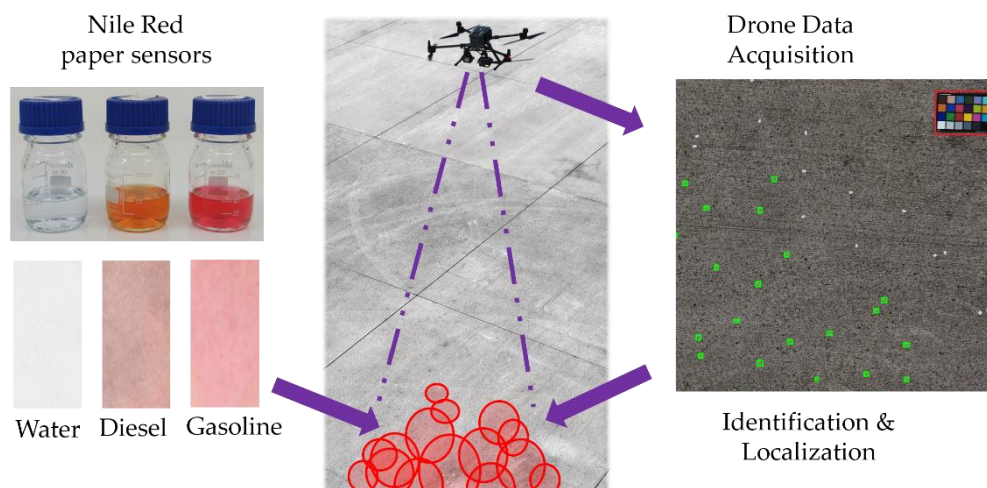 Nile Red
paper sensors
Drone Data
Acquisition
Water
Diesel
Gasoline
Identification &
Localization